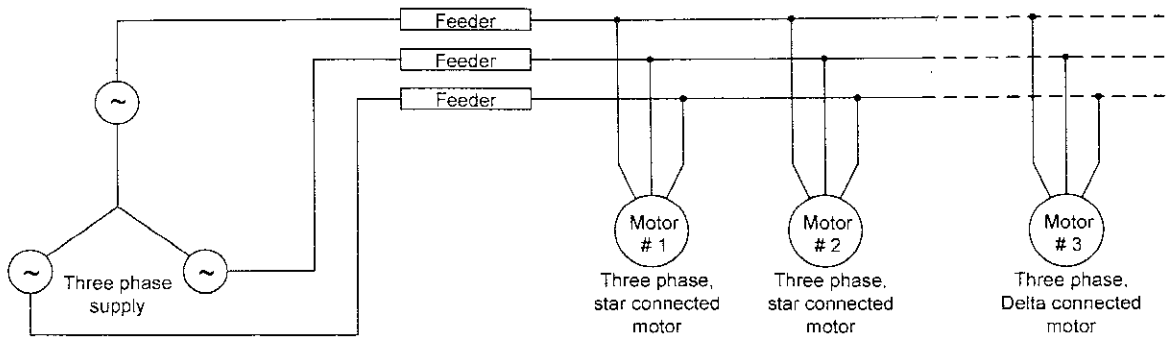 Feeder
Feeder
Feeder
~
~
~
Three phase
supply
Motor
# 1
Motor
# 2
Motor
# 3
Three phase,
star connected
motor
Three phase,
star connected
motor
Three phase,
Delta connected
motor